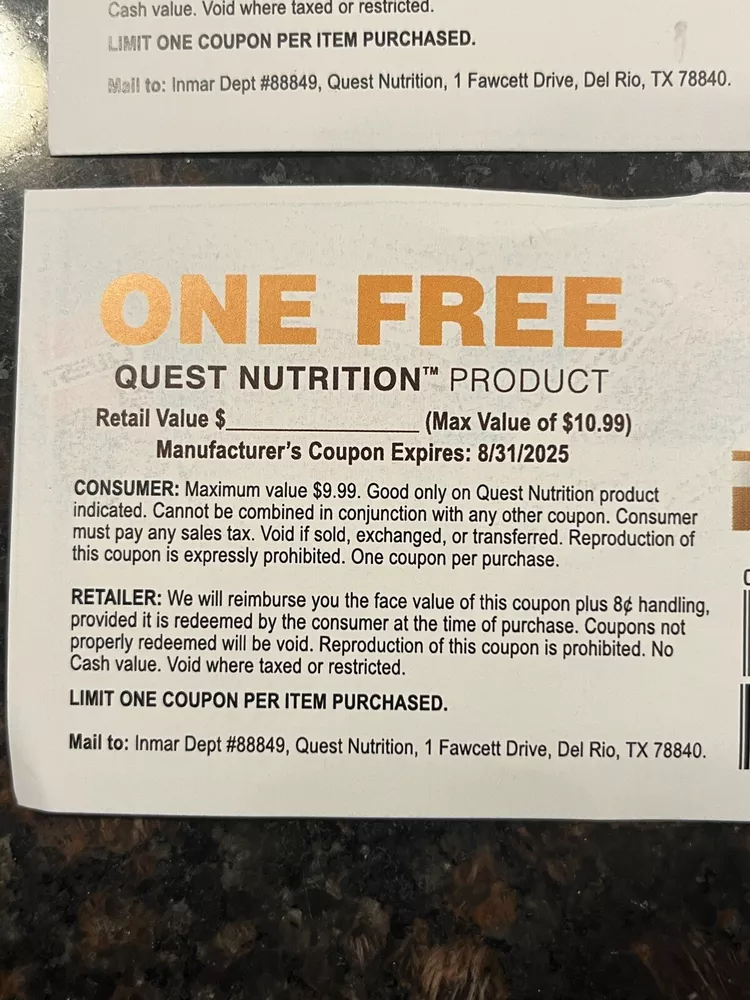 Cash value. Void where taxed or restricted.
LIMIT ONE COUPON PER ITEM PURCHASED.
Mail to: Inmar Dept #88849, Quest Nutrition, 1 Fawcett Drive, Del Rio, TX 78840.
ONE FREE
QUEST NUTRITION™ PRODUCT
Retail Value $_________________ (Max Value of $10.99)
Manufacturer's Coupon Expires: 8/31/2025
CONSUMER: Maximum value $9.99. Good only on Quest Nutrition product
indicated. Cannot be combined in conjunction with any other coupon. Consumer
must pay any sales tax. Void if sold, exchanged, or transferred. Reproduction of
this coupon is expressly prohibited. One coupon per purchase.
RETAILER: We will reimburse you the face value of this coupon plus 8¢ handling,
provided it is redeemed by the consumer at the time of purchase. Coupons not
properly redeemed will be void. Reproduction of this coupon is prohibited. No
Cash value. Void where taxed or restricted.
LIMIT ONE COUPON PER ITEM PURCHASED.
Mail to: Inmar Dept #88849, Quest Nutrition, 1 Fawcett Drive, Del Rio, TX 78840.